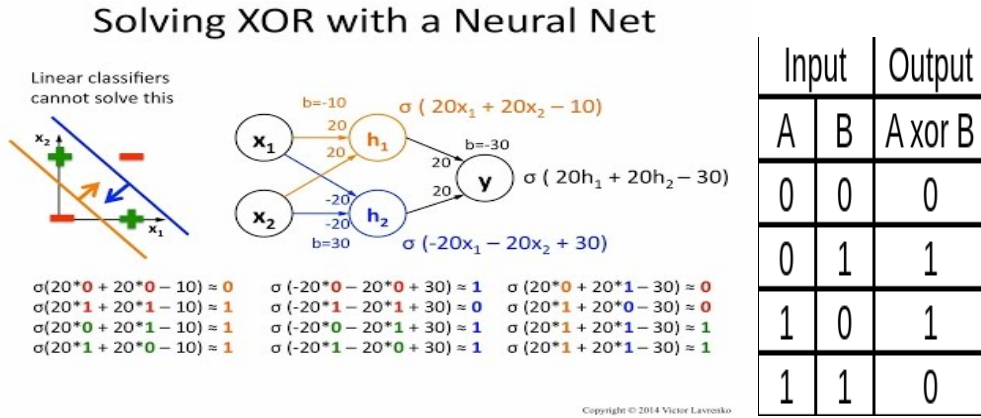 Solving XOR with a Neural Net
Linear classifiers
cannot solve this
x₂
x₁
b=-10
σ ( 20x₁ + 20x₂ – 10)
x₁
20
20
h₁
b=-30
20
20
y
σ ( 20h₁ + 20h₂ – 30)
x₂
-20
-20
h₂
b=30
σ (-20x₁ – 20x₂ + 30)
σ(20*0 + 20*0 – 10) ≈ 0 σ (-20*0 – 20*0 + 30) ≈ 1 σ (20*0 + 20*1 – 30) ≈ 0
σ(20*1 + 20*1 – 10) ≈ 1 σ (-20*1 – 20*1 + 30) ≈ 0 σ (20*1 + 20*0 – 30) ≈ 0
σ(20*0 + 20*1 – 10) ≈ 1 σ (-20*0 – 20*1 + 30) ≈ 1 σ (20*1 + 20*1 – 30) ≈ 1
σ(20*1 + 20*0 – 10) ≈ 1 σ (-20*1 – 20*0 + 30) ≈ 1 σ (20*1 + 20*1 – 30) ≈ 1
Copyright © 2014 Victor Lavrenko
Input Output
A B A xor B
0 0 0
0 1 1
1 0 1
1 1 0